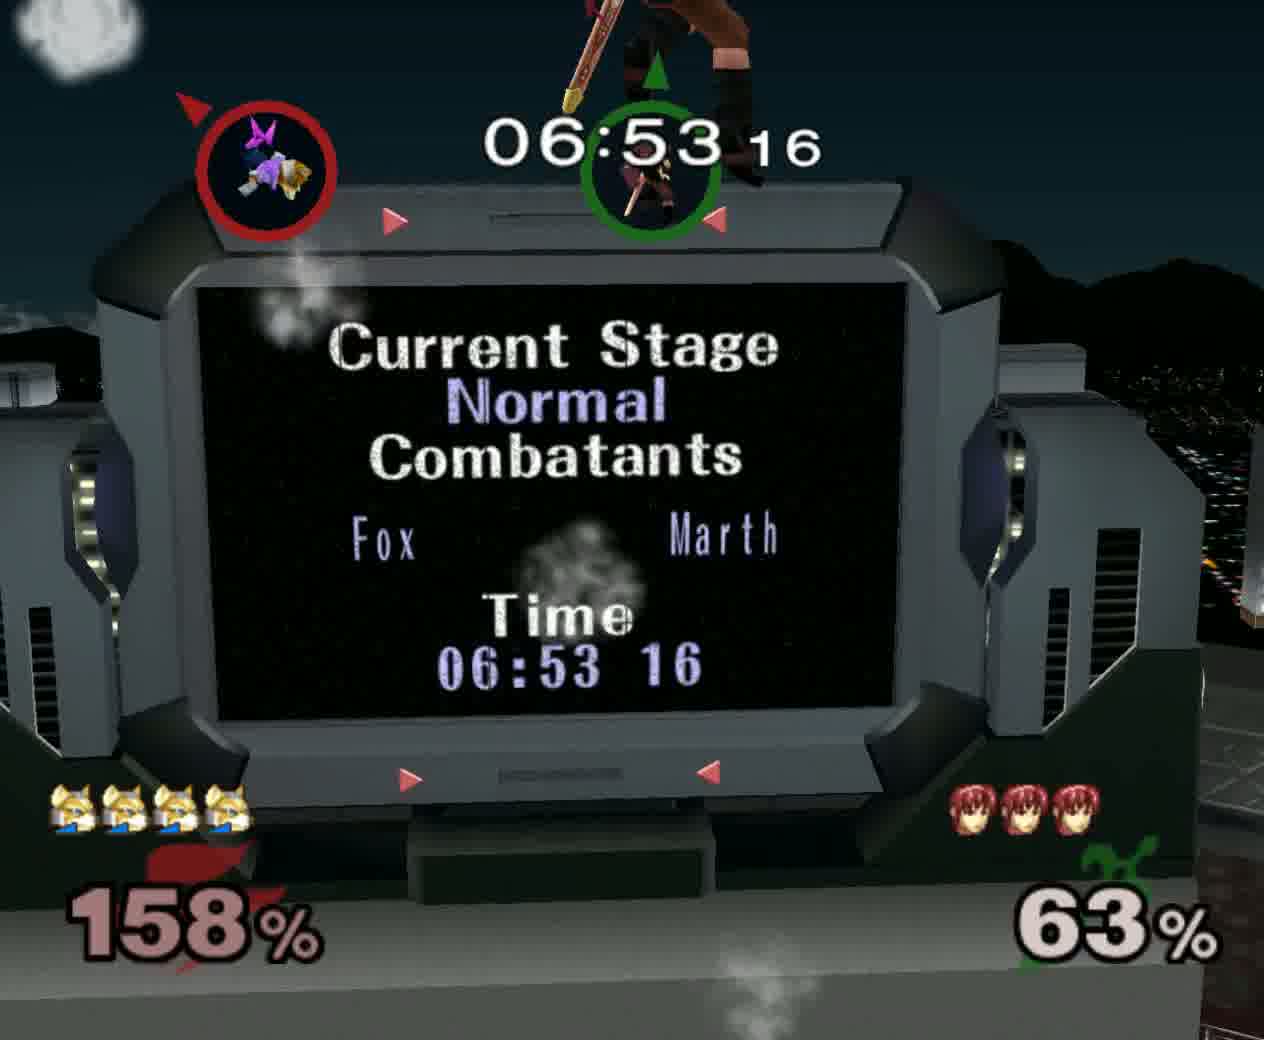 06:53 16
Current Stage
Normal
Combatants
Fox Marth
Time
06:53 16
158% 63%